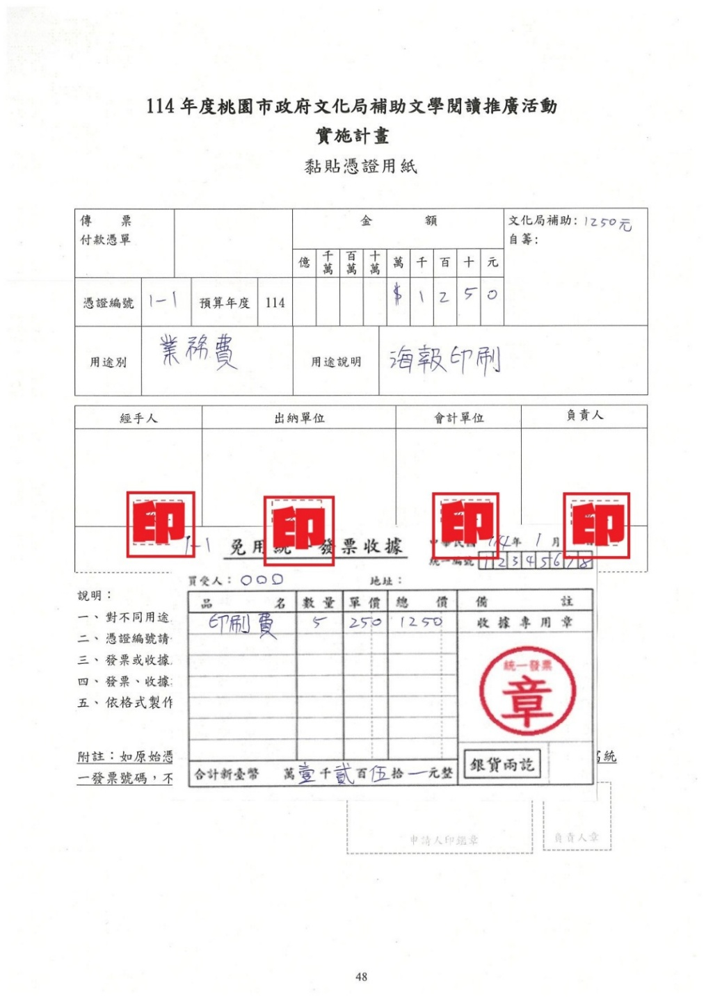 114 年度桃園市政府文化局補助文學閱讀推廣活動
實施計畫
黏貼憑證用紙
傳 票
付款憑單
金 額
文化局補助: 1250元
自籌:
億 千萬 百萬 十萬 萬 千 百 十 元
憑證編號 1-1 預算年度 114 $ 1 2 5 0
用途別 業務費 用途說明 海報印刷
經手人 出納單位 會計單位 負責人
印 印 印 印
1-1 免用統一發票收據 中華民國 114年 1月
統一編號 1 2 3 4 5 6 7 8
買受人: 000 地址:
品 名 數量 單價 總 價 備 註
印刷費 5 250 1250 收據專用章
統一發票
章
銀貨兩訖
合計新臺幣 萬壹千貳百伍拾一元整
說明:
一、對不同用途
二、憑證編號請
三、發票或收據
四、發票、收據
五、依格式製作
附註:如原始憑 寫統
一發票號碼,不
申請人印鑑章
負責人章
48